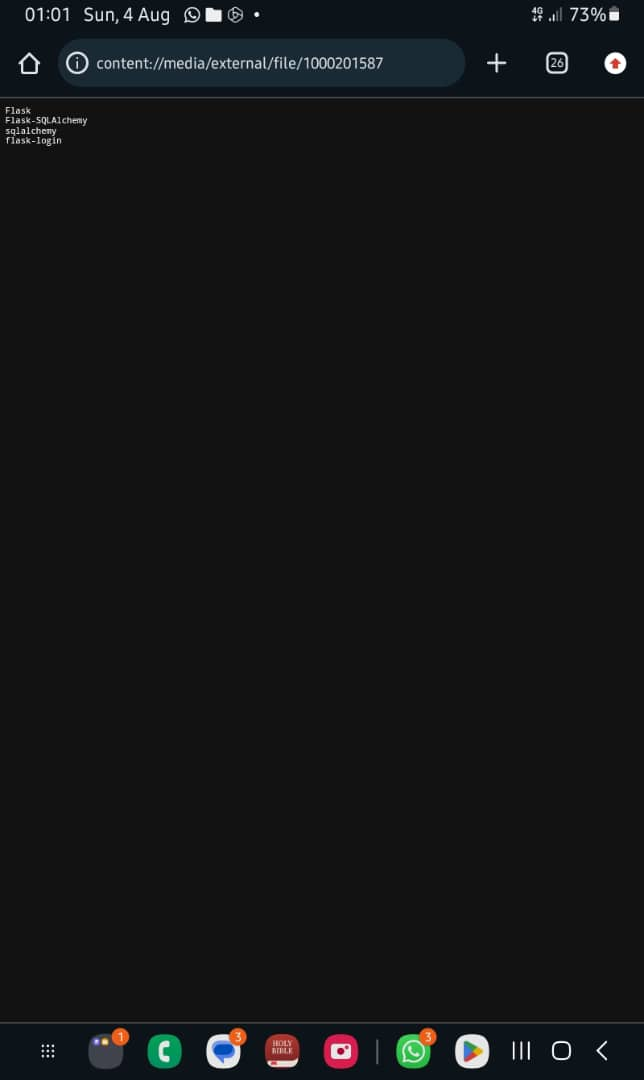 01:01 Sun, 4 Aug 4G 73%
content://media/external/file/1000201587 26
Flask
Flask-SQLAlchemy
sqlalchemy
flask-login
1 3 3
HOLY
BIBLE